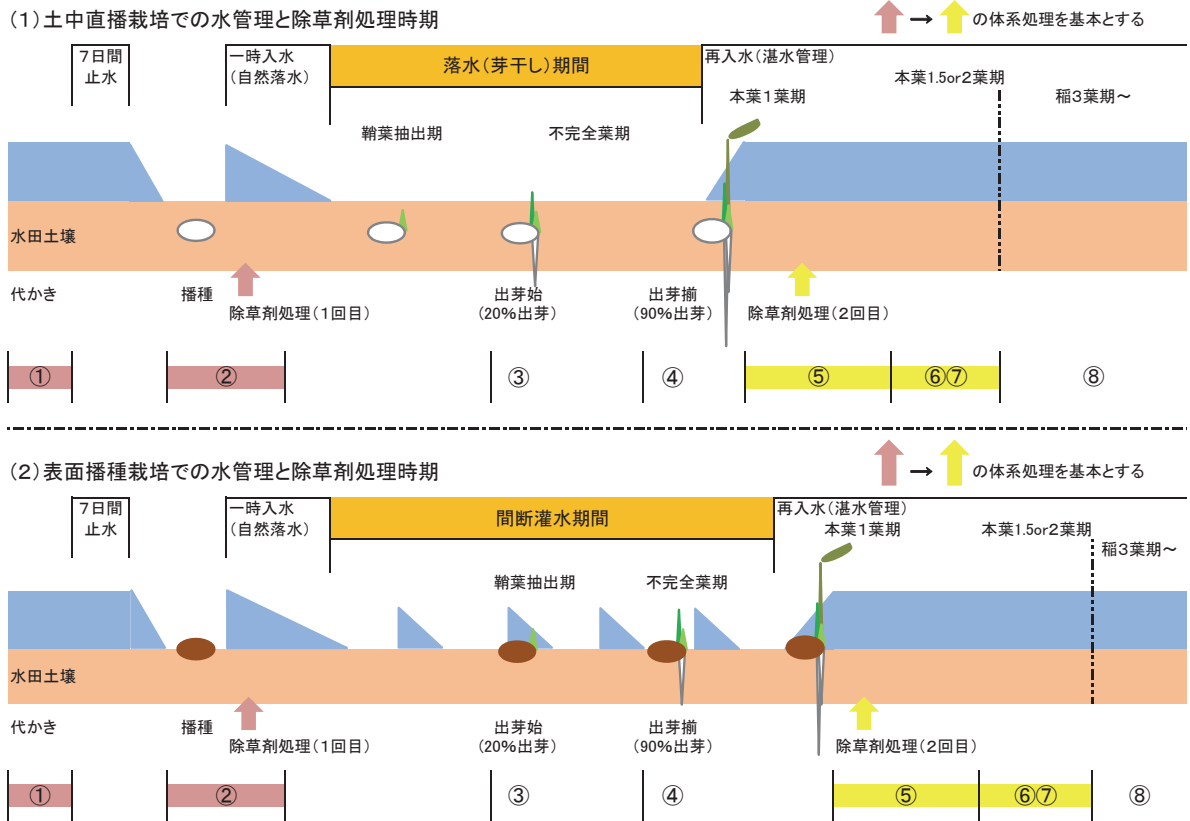 (1)土中直播栽培での水管理と除草剤処理時期
→ の体系処理を基本とする
7日間
止水
一時入水
(自然落水)
落水(芽干し)期間
再入水(湛水管理)
本葉1葉期
本葉1.5or2葉期
稲3葉期～
鞘葉抽出期
不完全葉期
水田土壌
代かき
播種
除草剤処理(1回目)
出芽始
(20%出芽)
出芽揃
(90%出芽)
除草剤処理(2回目)
① ② ③ ④ ⑤ ⑥⑦ ⑧
(2)表面播種栽培での水管理と除草剤処理時期
→ の体系処理を基本とする
7日間
止水
一時入水
(自然落水)
間断灌水期間
再入水(湛水管理)
本葉1葉期
本葉1.5or2葉期
稲3葉期～
鞘葉抽出期
不完全葉期
水田土壌
代かき
播種
除草剤処理(1回目)
出芽始
(20%出芽)
出芽揃
(90%出芽)
除草剤処理(2回目)
① ② ③ ④ ⑤ ⑥⑦ ⑧